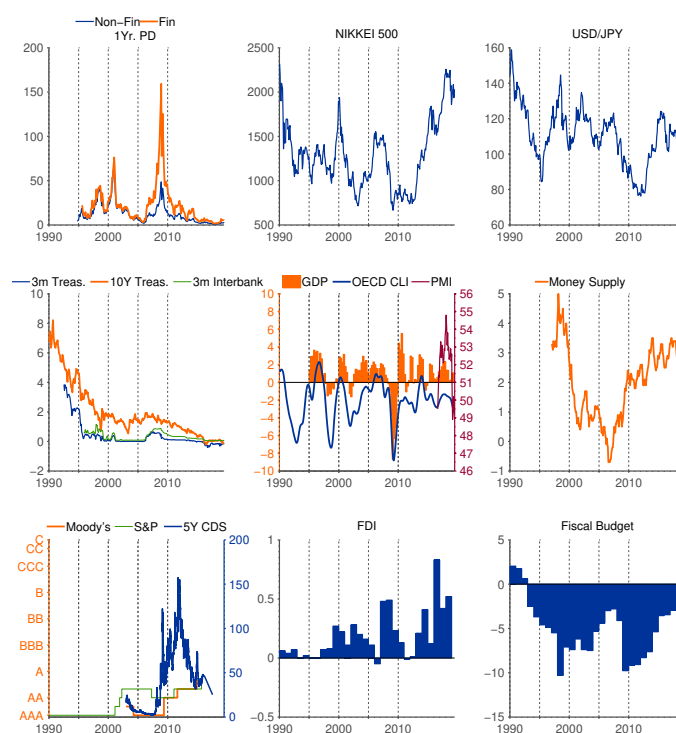 Non-Fin Fin
1Yr. PD
200
150
100
50
0
1990 2000 2010
NIKKEI 500
2500
2000
1500
1000
500
1990 2000 2010
USD/JPY
160
140
120
100
80
60
1990 2000 2010
3m Treas. 10Y Treas. 3m Interbank
10
8
6
4
2
0
−2
1990 2000 2010
GDP OECD CLI PMI
10
8
6
4
2
0
−2
−4
−6
−8
−10
56
55
54
53
52
51
50
49
48
47
46
1990 2000 2010
Money Supply
5
4
3
2
1
0
−1
1990 2000 2010
Moody's S&P 5Y CDS
C
CC
CCC
B
BB
BBB
A
AA
AAA
200
150
100
50
0
1990 2000 2010
FDI
1
0.5
0
−0.5
1990 2000 2010
Fiscal Budget
5
0
−5
−10
−15
1990 2000 2010